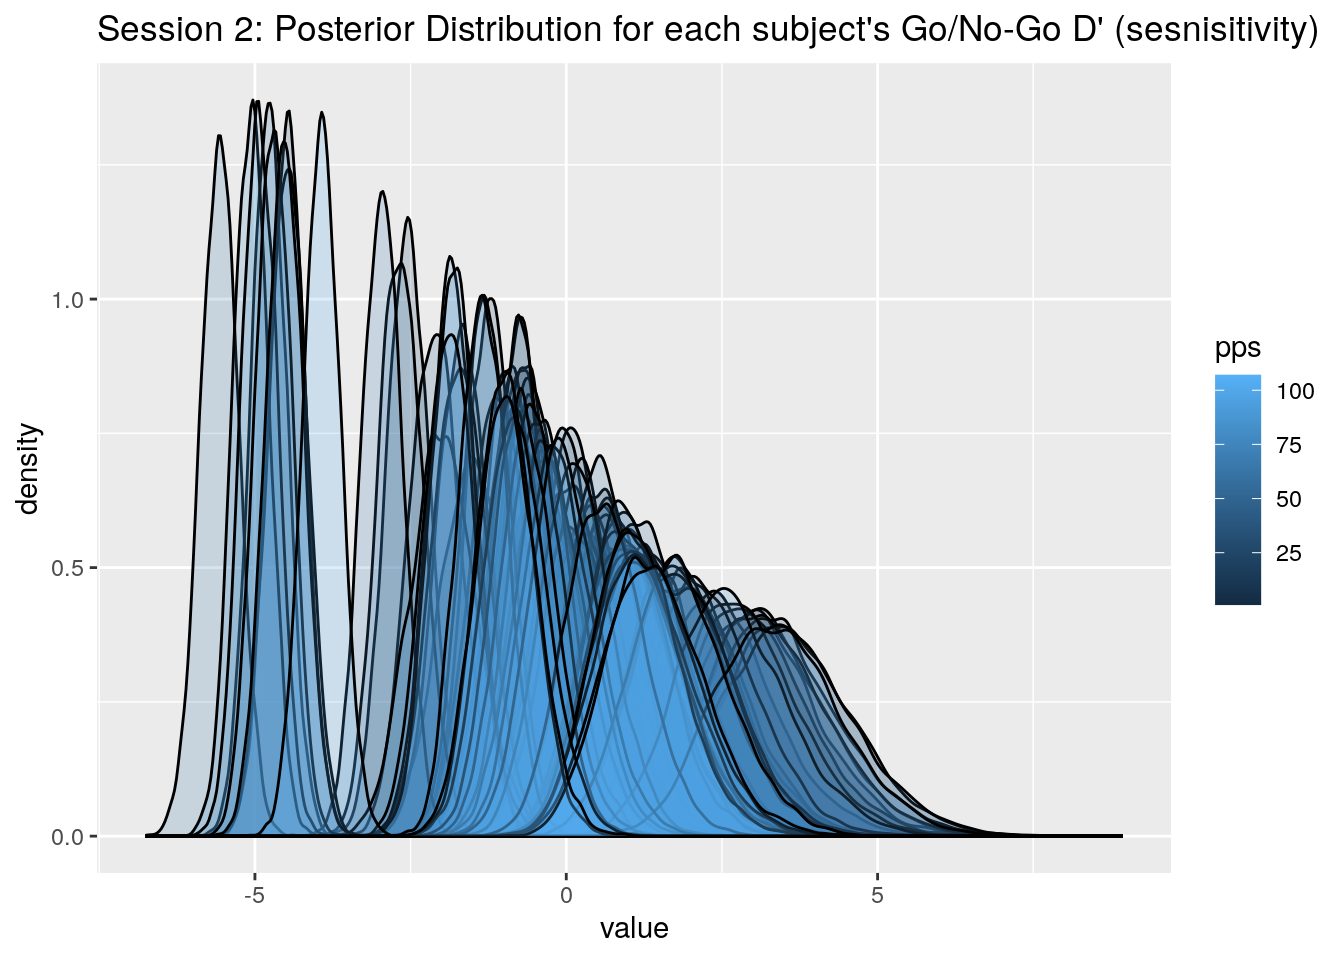 Session 2: Posterior Distribution for each subject's Go/No-Go D' (sesnisitivity)
density
1.0
0.5
0.0
-5
0
5
value
pps
100
75
50
25